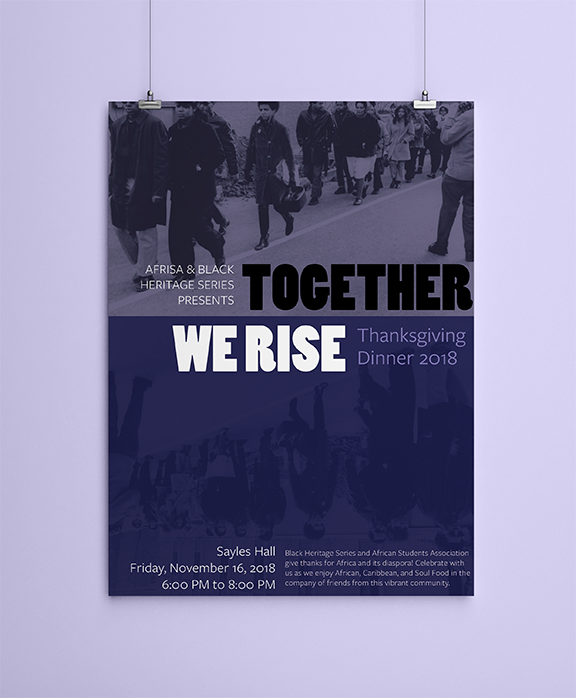 AFRISA & BLACK
HERITAGE SERIES
PRESENTS
TOGETHER
WE RISE
Thanksgiving
Dinner 2018
Sayles Hall
Friday, November 16, 2018
6:00 PM to 8:00 PM
Black Heritage Series and African Students Association
give thanks for Africa and its diaspora! Celebrate with
us as we enjoy African, Caribbean, and Soul Food in the
company of friends from this vibrant community.